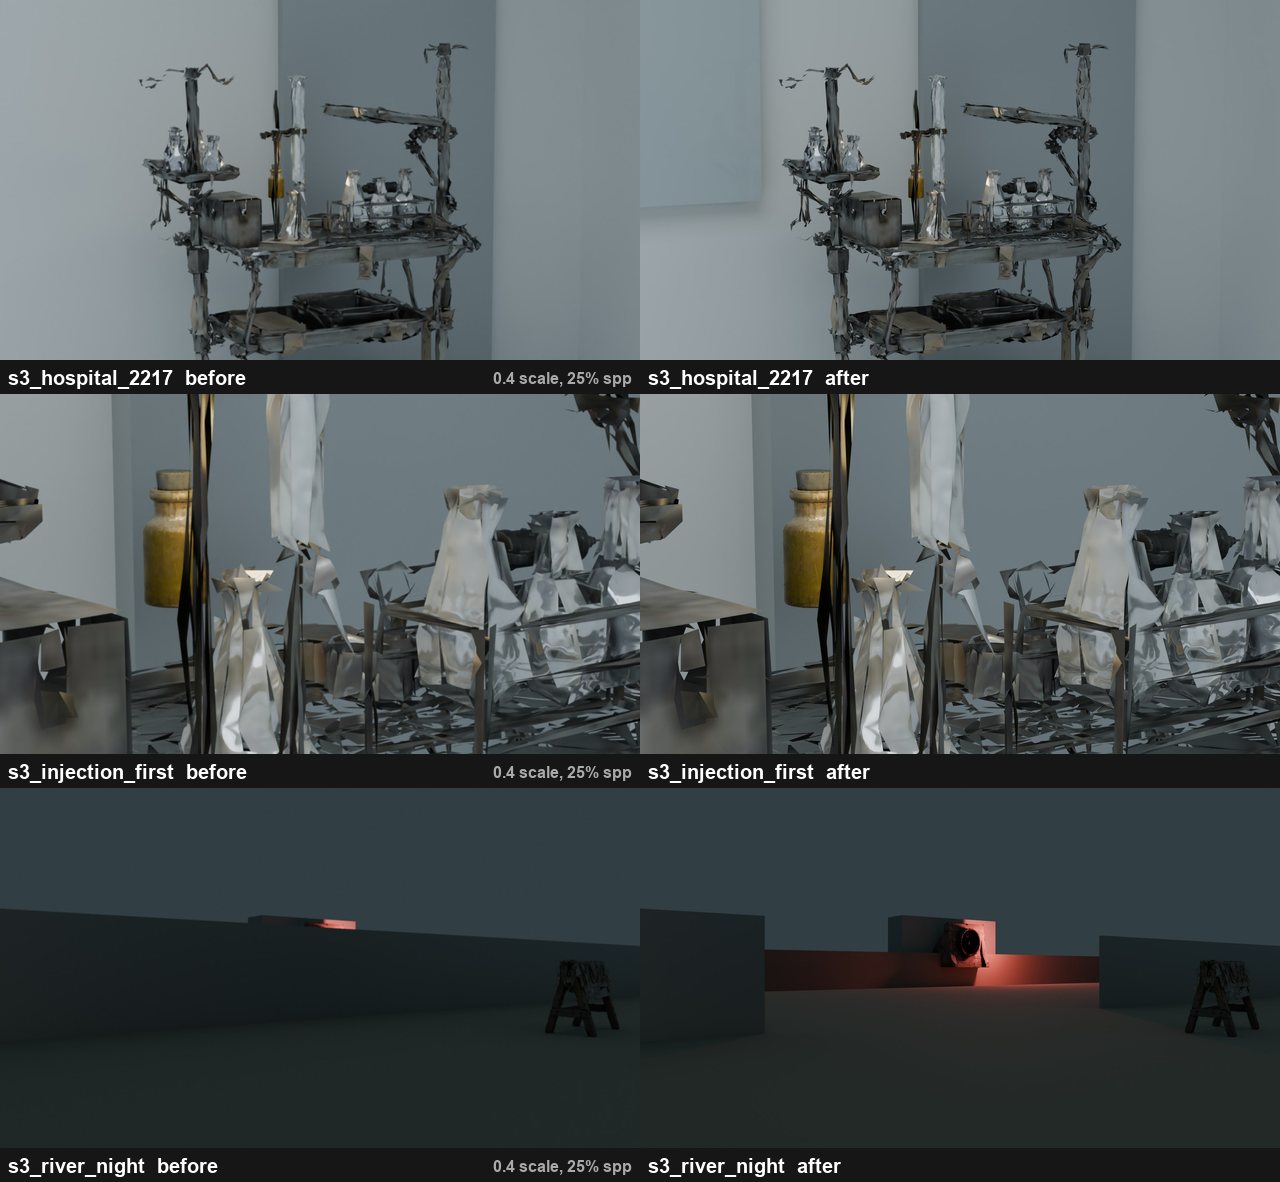 s3_hospital_2217 before 0.4 scale, 25% spp s3_hospital_2217 after
s3_injection_first before 0.4 scale, 25% spp s3_injection_first after
s3_river_night before 0.4 scale, 25% spp s3_river_night after